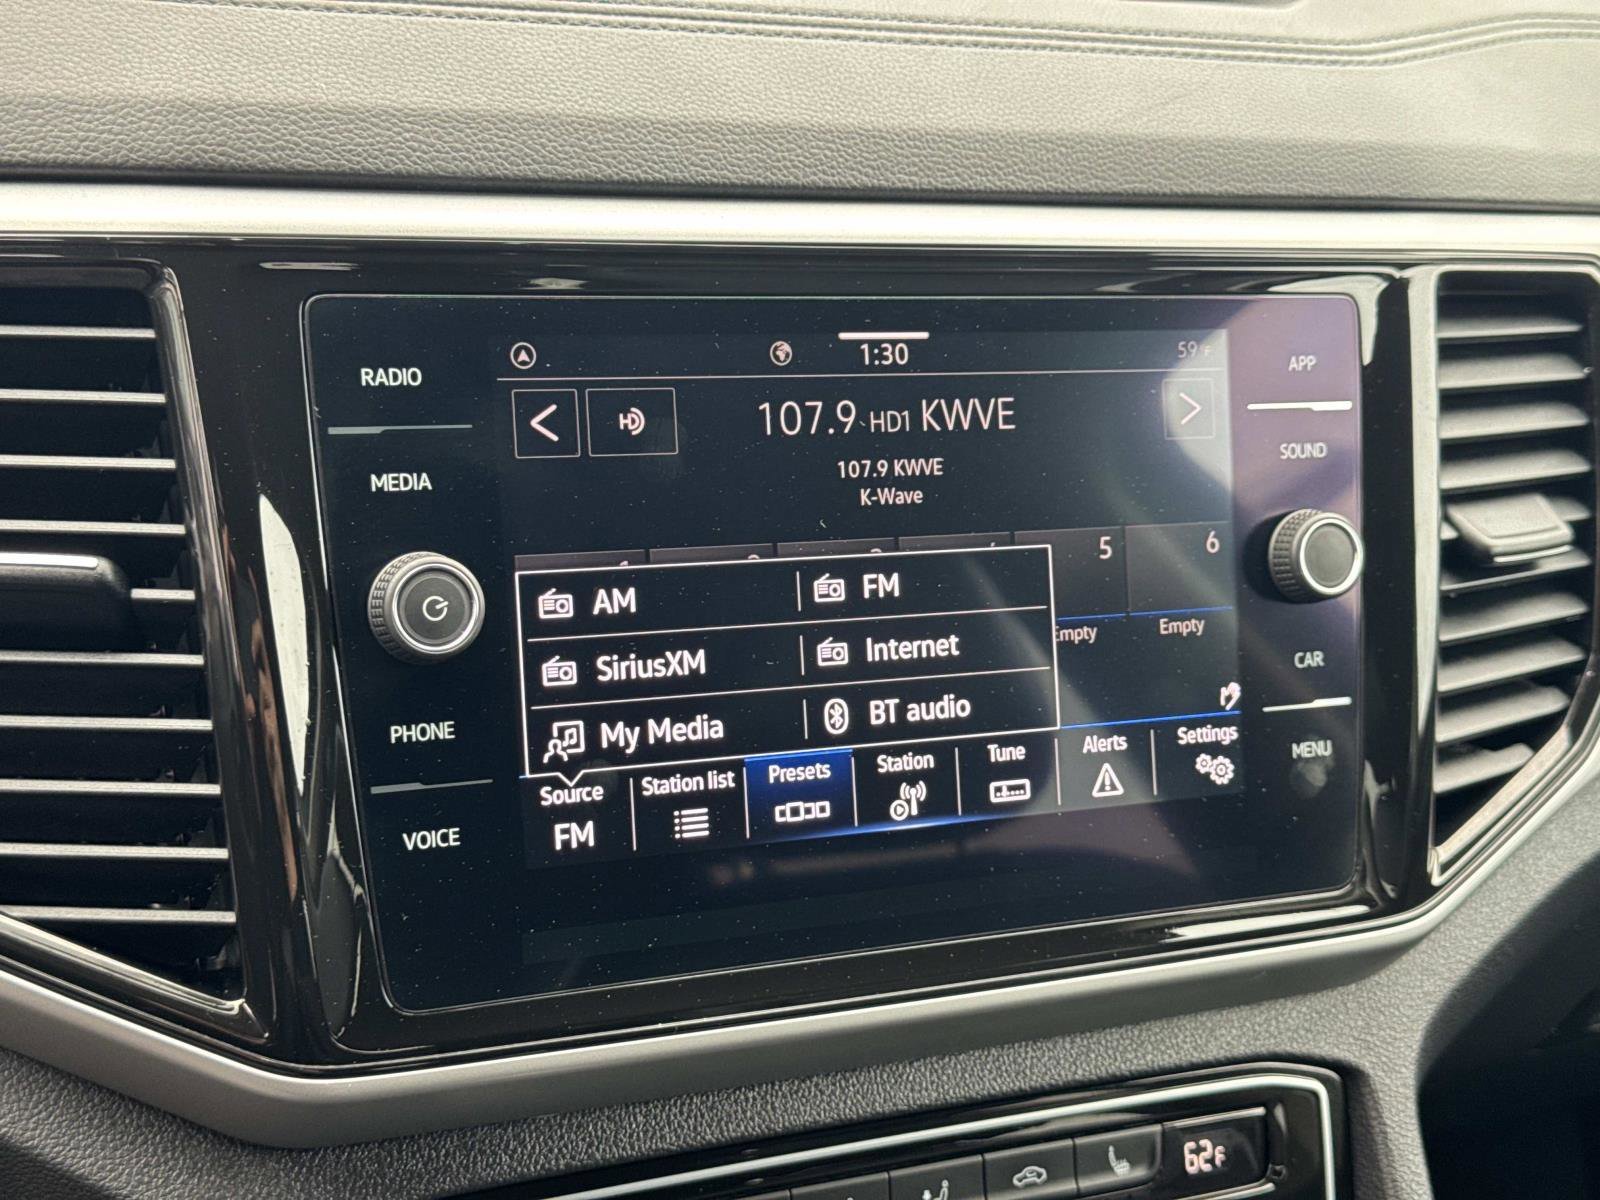 RADIO
MEDIA
PHONE
VOICE
1:30
59°F
HD
107.9 HD1 KWVE
107.9 KWVE
K-Wave
5
6
Empty
Empty
AM
FM
SiriusXM
Internet
My Media
BT audio
Source
FM
Station list
Presets
Station
Tune
Alerts
Settings
APP
SOUND
CAR
MENU
62°F